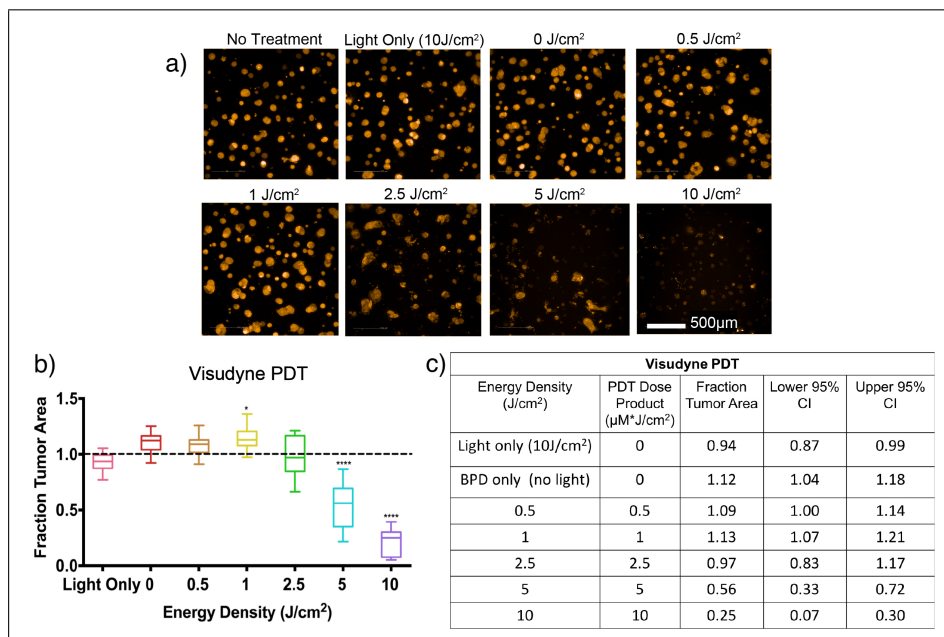 No Treatment Light Only (10J/cm²) 0 J/cm² 0.5 J/cm²
a)
1 J/cm² 2.5 J/cm² 5 J/cm² 10 J/cm²
500µm
b)
Visudyne PDT
Fraction Tumor Area
1.5
1.0
0.5
0.0
*
****
****
Light Only 0 0.5 1 2.5 5 10
Energy Density (J/cm²)
c)
Visudyne PDT
Energy Density (J/cm²) PDT Dose Product (µM*J/cm²) Fraction Tumor Area Lower 95% CI Upper 95% CI
Light only (10J/cm²) 0 0.94 0.87 0.99
BPD only (no light) 0 1.12 1.04 1.18
0.5 0.5 1.09 1.00 1.14
1 1 1.13 1.07 1.21
2.5 2.5 0.97 0.83 1.17
5 5 0.56 0.33 0.72
10 10 0.25 0.07 0.30